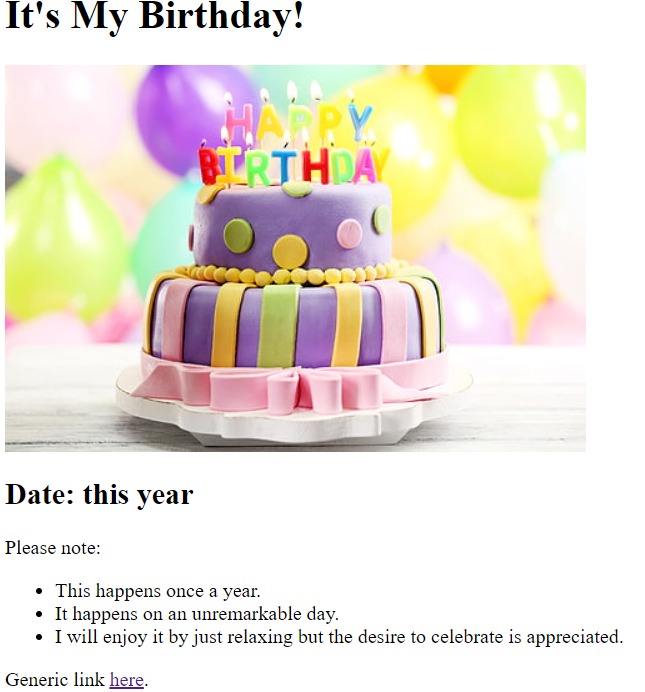 It's My Birthday!
HAPPY
BIRTHDAY
Date: this year
Please note:
This happens once a year.
It happens on an unremarkable day.
I will enjoy it by just relaxing but the desire to celebrate is appreciated.
Generic link here.